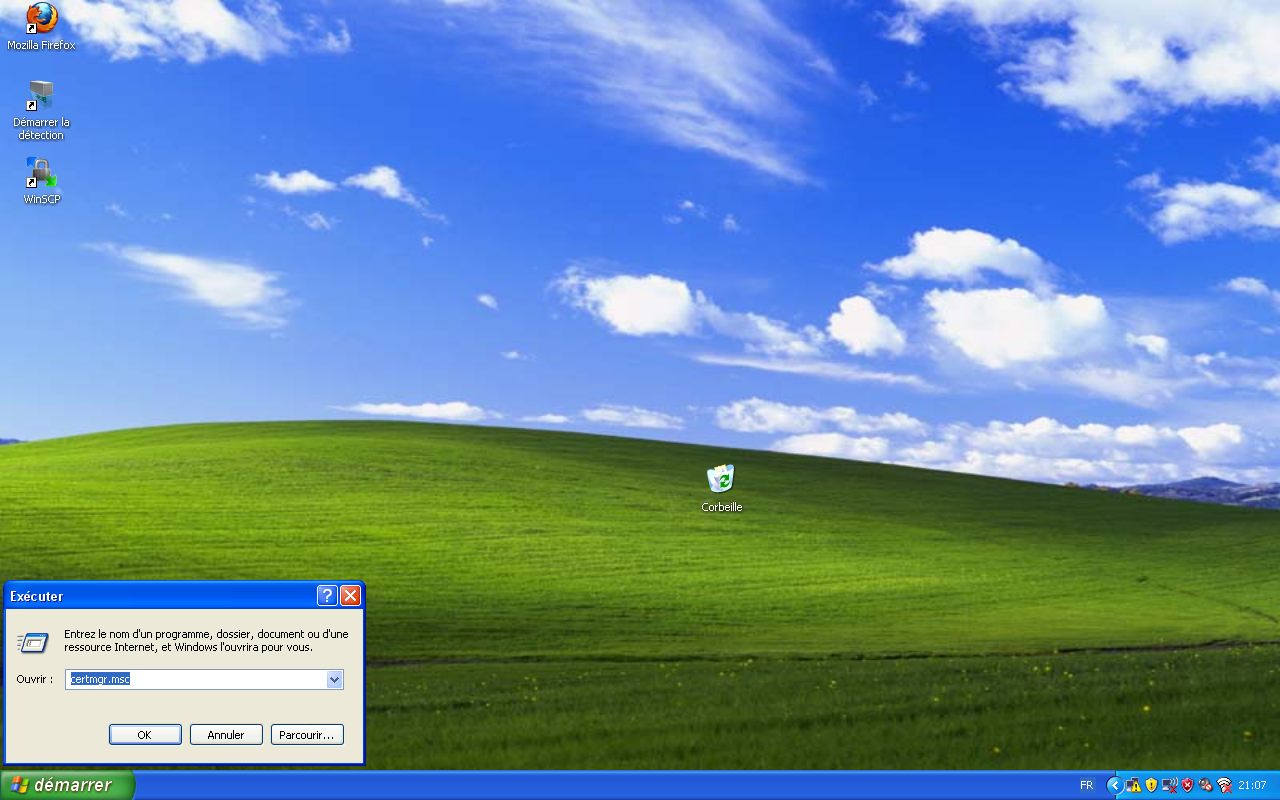 Mozilla Firefox
Démarrer la
détection
WinSCP
Corbeille
Exécuter
Entrez le nom d'un programme, dossier, document ou d'une
ressource Internet, et Windows l'ouvrira pour vous.
Ouvrir : certmgr.msc
OK Annuler Parcourir...
démarrer FR 21:07